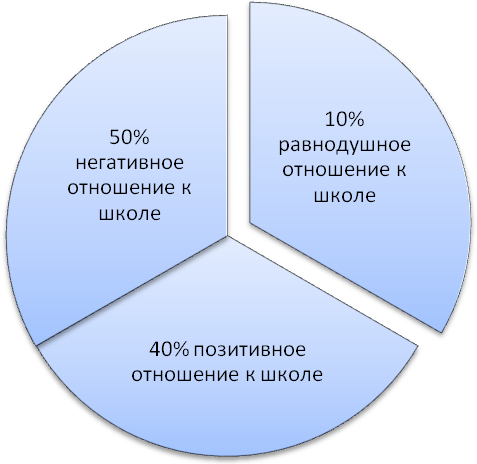 50%
негативное
отношение к
школе
10%
равнодушное
отношение к
школе
40% позитивное
отношение к школе